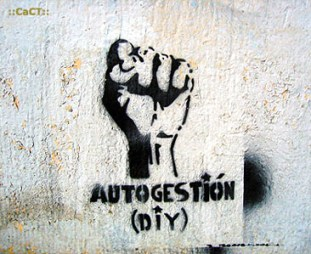 ::CaCT::
AUTOGESTIÓN
(DiY)